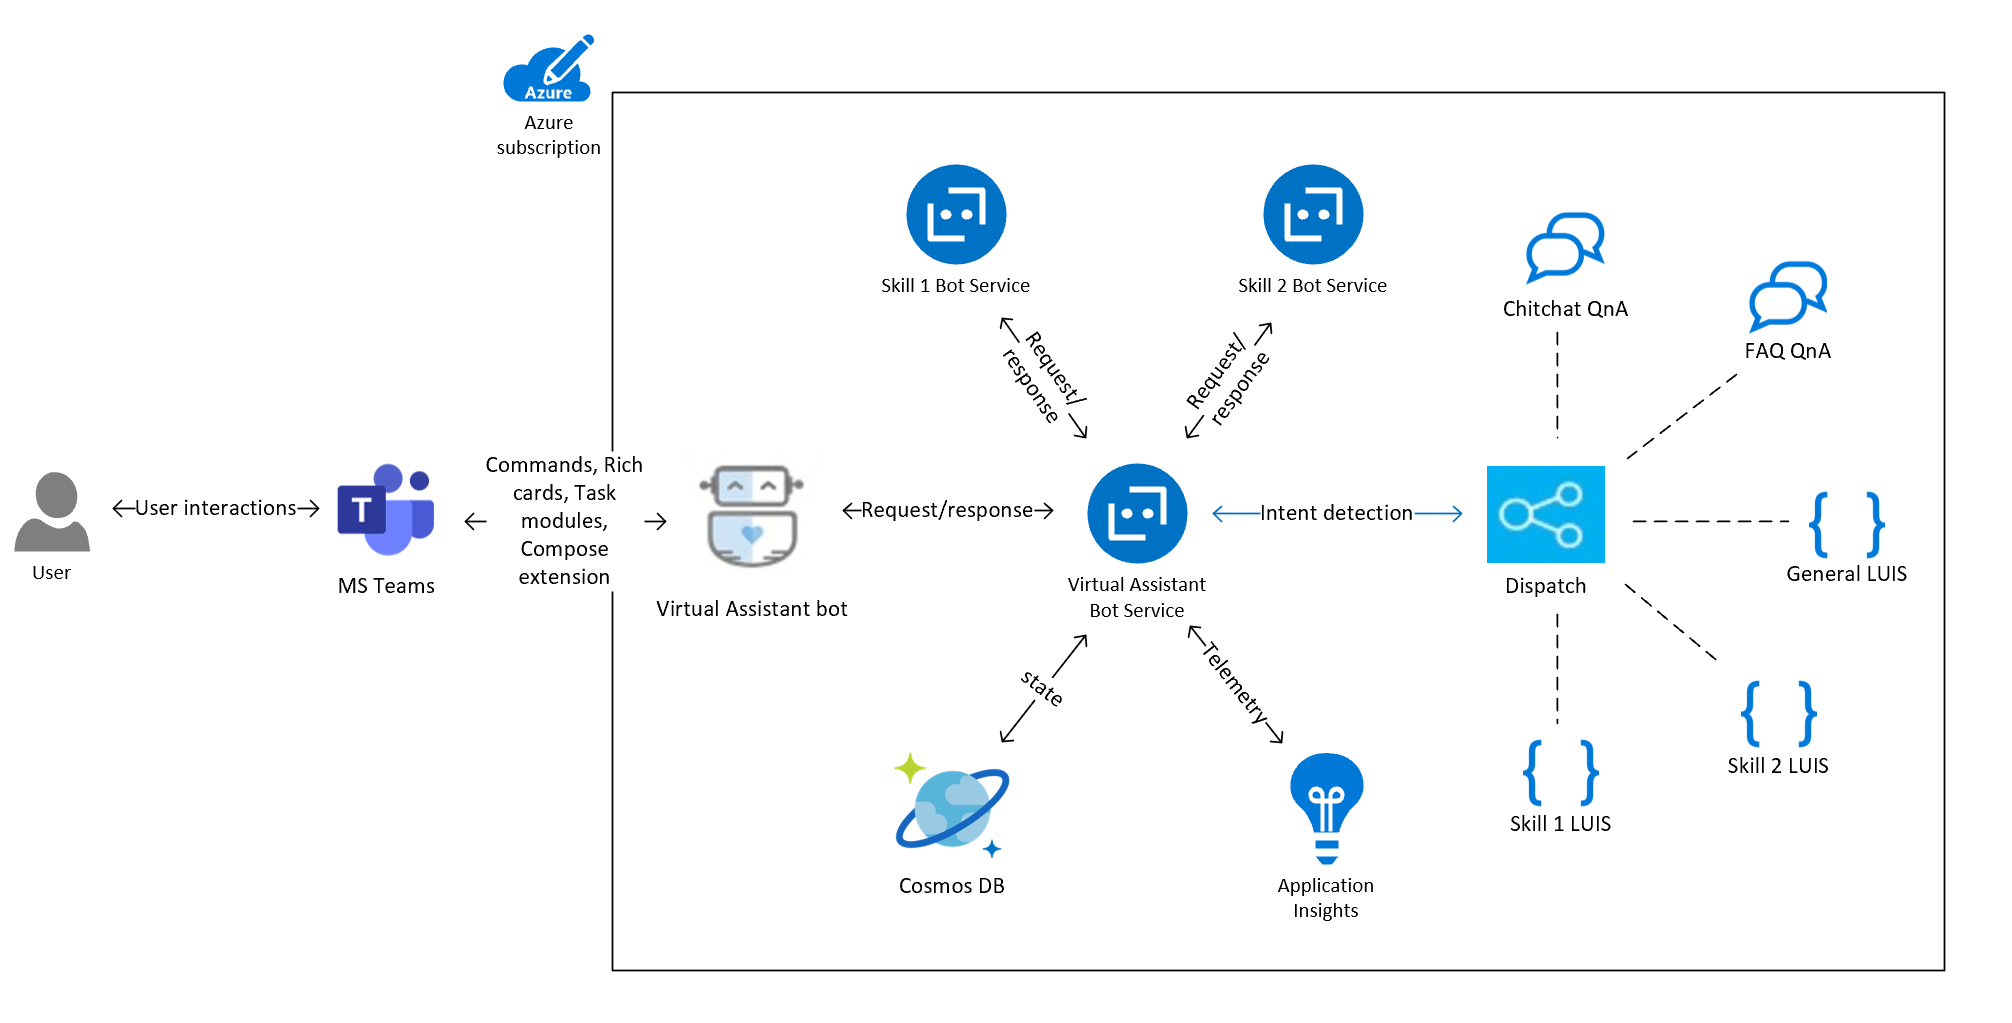 Azure
Azure
subscription
Skill 1 Bot Service
Skill 2 Bot Service
Chitchat QnA
FAQ QnA
Request/
response
Request/
response
User interactions
Commands, Rich
cards, Task
modules,
Compose
extension
Request/response
Intent detection
User
T
MS Teams
Virtual Assistant bot
Virtual Assistant
Bot Service
Dispatch
{ }
General LUIS
state
Telemetry
{ }
Skill 2 LUIS
{ }
Skill 1 LUIS
Cosmos DB
Application
Insights